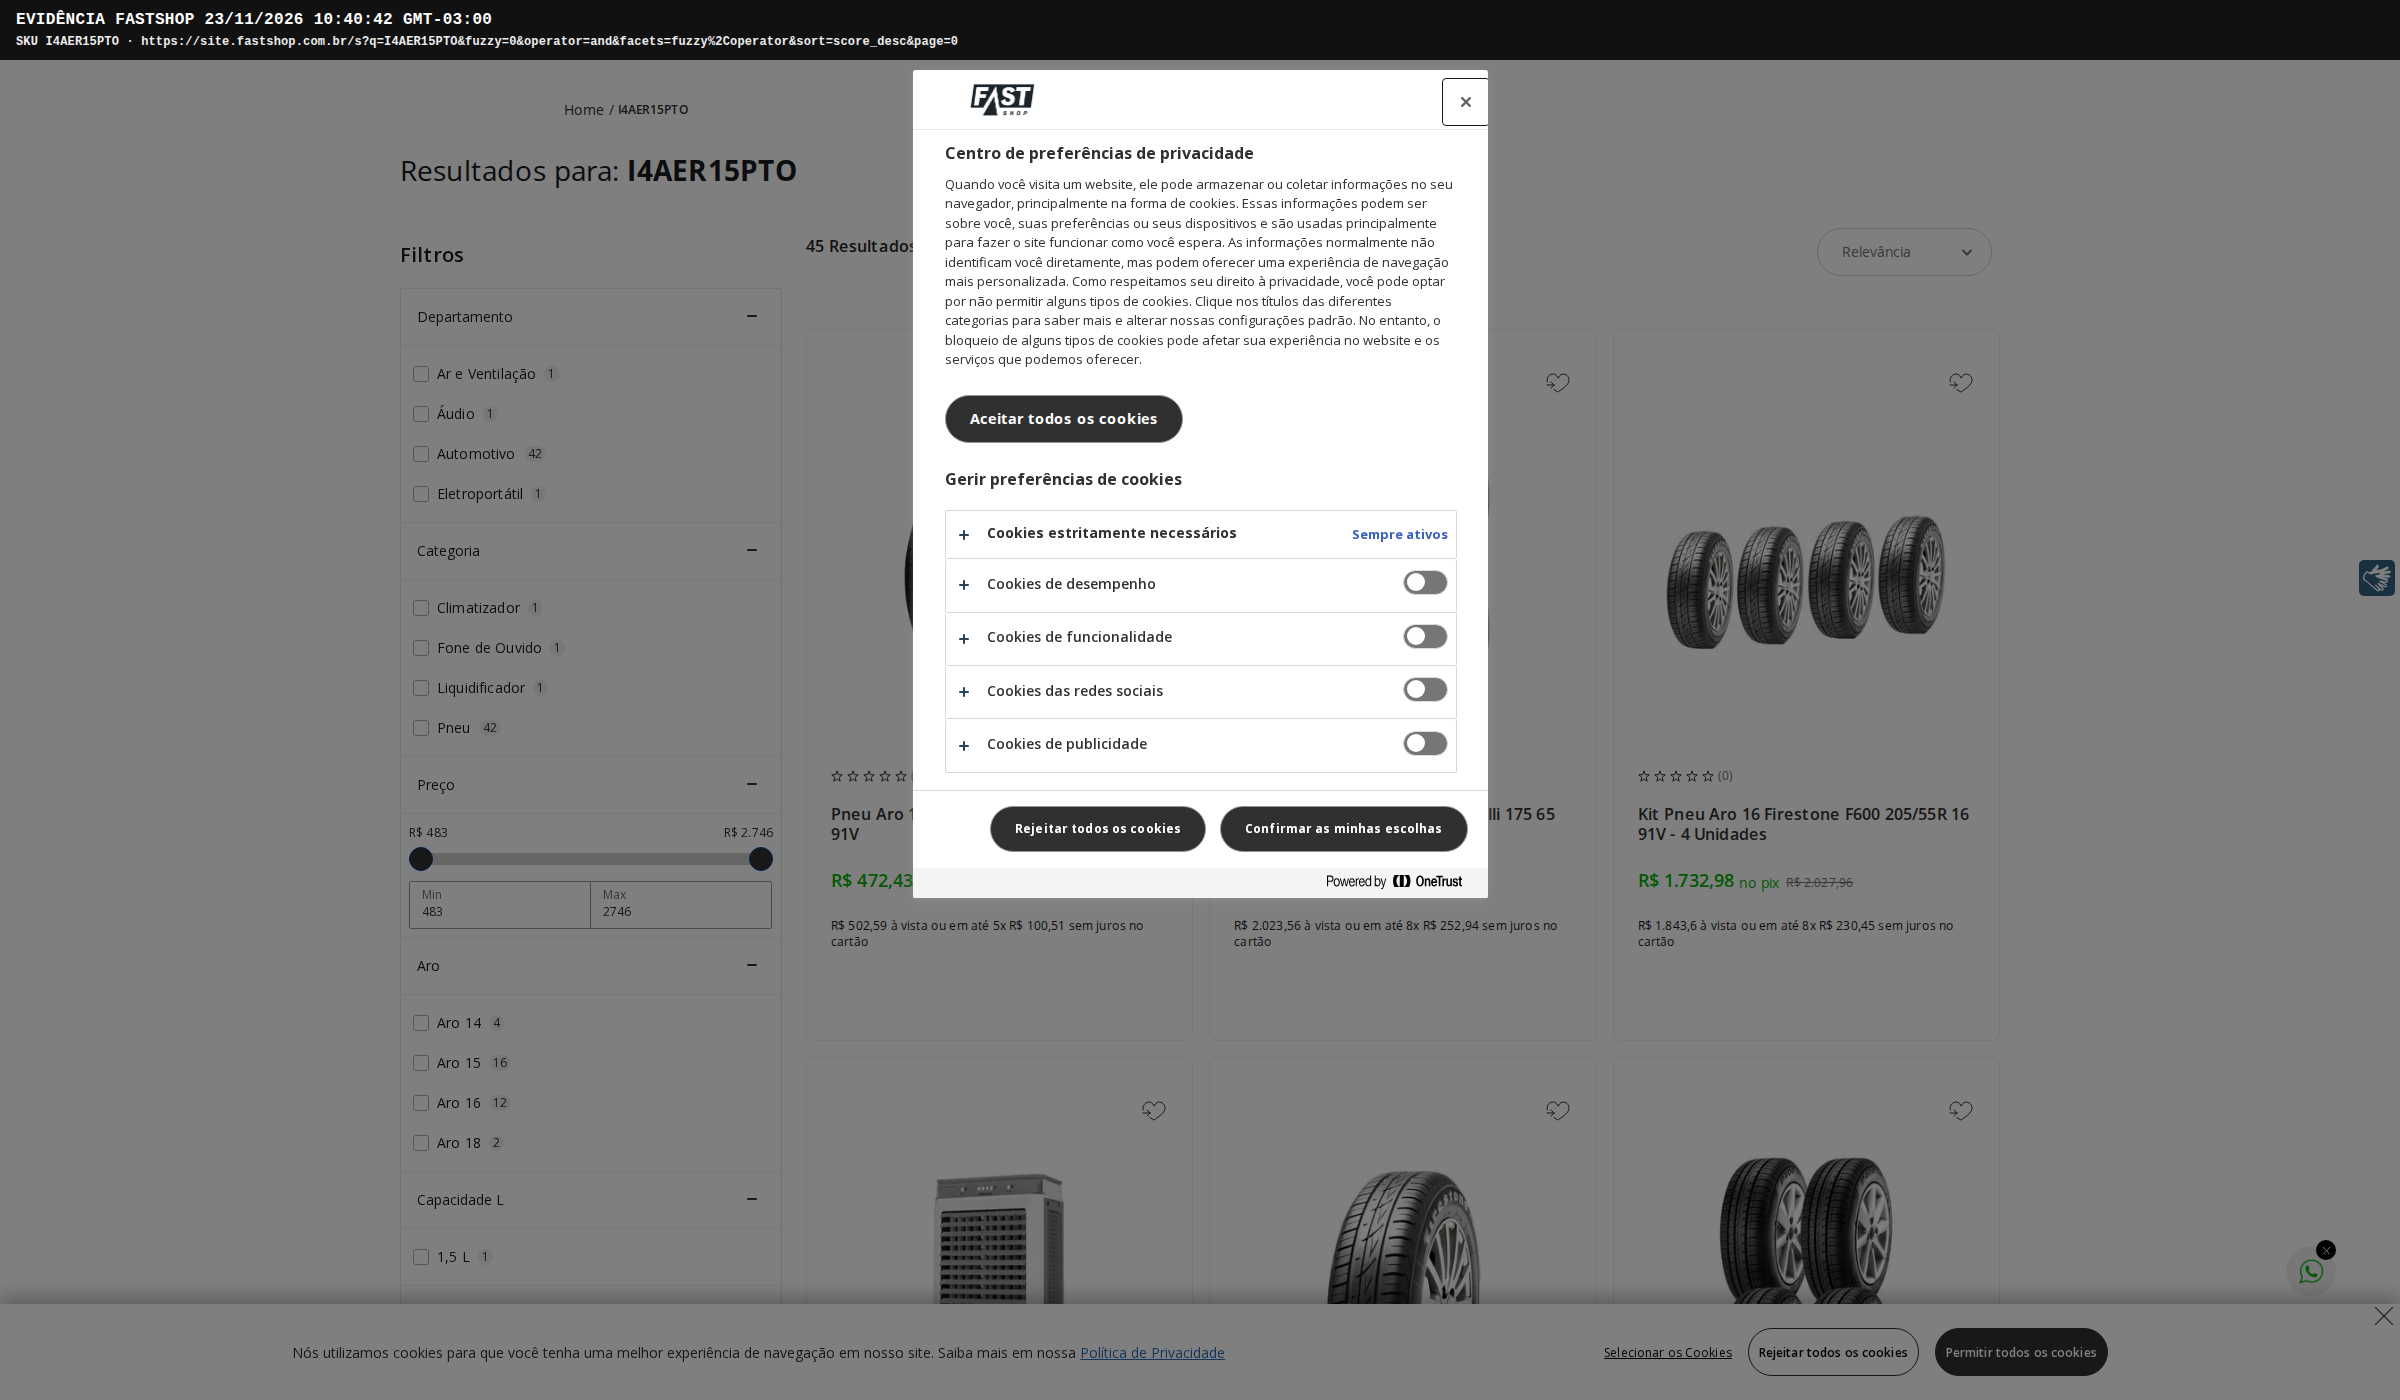 EVIDÊNCIA FASTSHOP 23/11/2026 10:40:42 GMT-03:00
SKU I4AER15PTO · https://site.fastshop.com.br/s?q=I4AER15PTO&fuzzy=0&operator=and&facets=fuzzy%2Coperator&sort=score_desc&page=0
Home / I4AER15PTO
Resultados para: I4AER15PTO
Filtros
45 Resultados
Relevância
Departamento
Ar e Ventilação 1
Áudio 1
Automotivo 42
Eletroportátil 1
Categoria
Climatizador 1
Fone de Ouvido 1
Liquidificador 1
Pneu 42
Preço
R$ 483 R$ 2.746
Min Max
483 2746
Aro
Aro 14 4
Aro 15 16
Aro 16 12
Aro 18 2
Capacidade L
1,5 L 1
FAST SHOP
Centro de preferências de privacidade
Quando você visita um website, ele pode armazenar ou coletar informações no seu
navegador, principalmente na forma de cookies. Essas informações podem ser
sobre você, suas preferências ou seus dispositivos e são usadas principalmente
para fazer o site funcionar como você espera. As informações normalmente não
identificam você diretamente, mas podem oferecer uma experiência de navegação
mais personalizada. Como respeitamos seu direito à privacidade, você pode optar
por não permitir alguns tipos de cookies. Clique nos títulos das diferentes
categorias para saber mais e alterar nossas configurações padrão. No entanto, o
bloqueio de alguns tipos de cookies pode afetar sua experiência no website e os
serviços que podemos oferecer.
Aceitar todos os cookies
Gerir preferências de cookies
Cookies estritamente necessários Sempre ativos
Cookies de desempenho
Cookies de funcionalidade
Cookies das redes sociais
Cookies de publicidade
Rejeitar todos os cookies Confirmar as minhas escolhas
Powered by OneTrust
Pneu Aro
91V
R$ 472,43
R$ 502,59 à vista ou em até 5x R$ 100,51 sem juros no
cartão
175 65
R$ 2.023,56 à vista ou em até 8x R$ 252,94 sem juros no
cartão
(0)
Kit Pneu Aro 16 Firestone F600 205/55R 16
91V - 4 Unidades
R$ 1.732,98 no pix R$ 2.027,96
R$ 1.843,6 à vista ou em até 8x R$ 230,45 sem juros no
cartão
Nós utilizamos cookies para que você tenha uma melhor experiência de navegação em nosso site. Saiba mais em nossa Política de Privacidade
Selecionar os Cookies
Rejeitar todos os cookies
Permitir todos os cookies